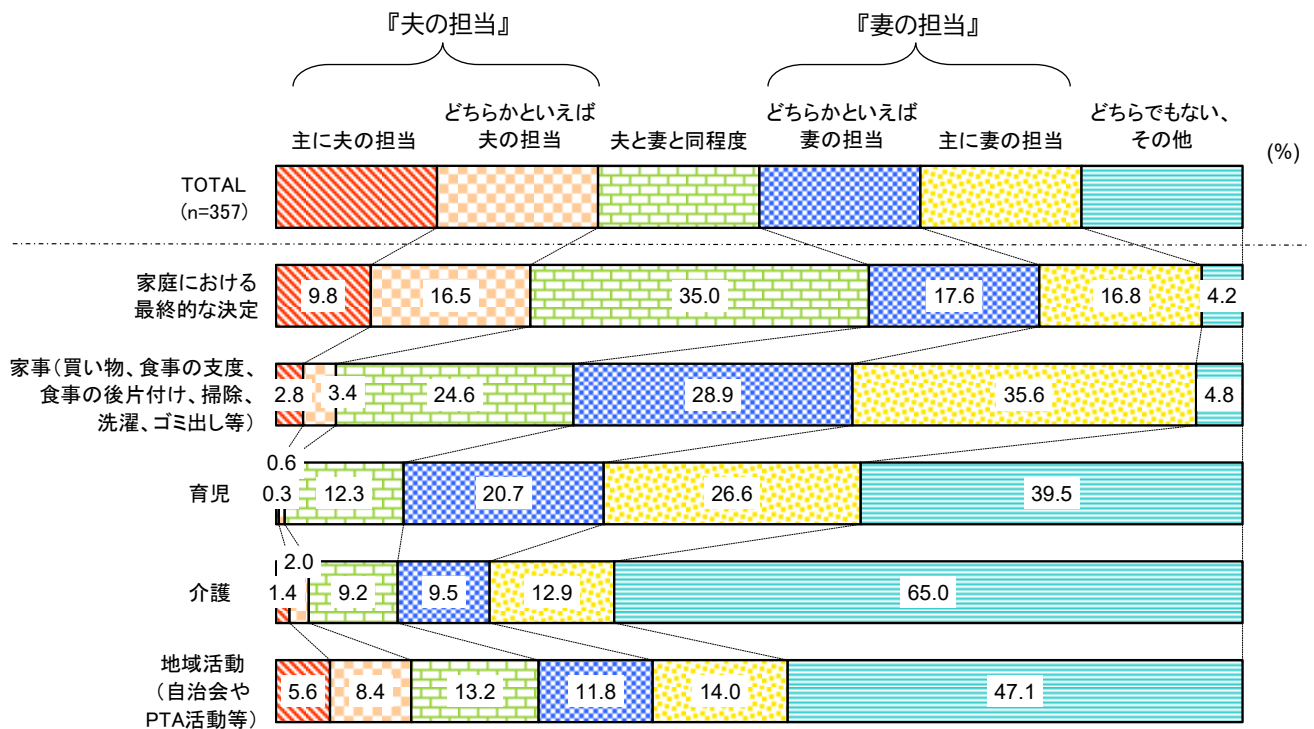 『夫の担当』
『妻の担当』
主に夫の担当
どちらかといえば
夫の担当
夫と妻と同程度
どちらかといえば
妻の担当
主に妻の担当
どちらでもない、
その他
(%)
TOTAL
(n=357)
家庭における
最終的な決定
9.8
16.5
35.0
17.6
16.8
4.2
家事(買い物、食事の支度、
食事の後片付け、掃除、
洗濯、ゴミ出し等)
2.8
3.4
24.6
28.9
35.6
4.8
育児
0.3
0.6
12.3
20.7
26.6
39.5
介護
1.4
2.0
9.2
9.5
12.9
65.0
地域活動
(自治会や
PTA活動等)
5.6
8.4
13.2
11.8
14.0
47.1